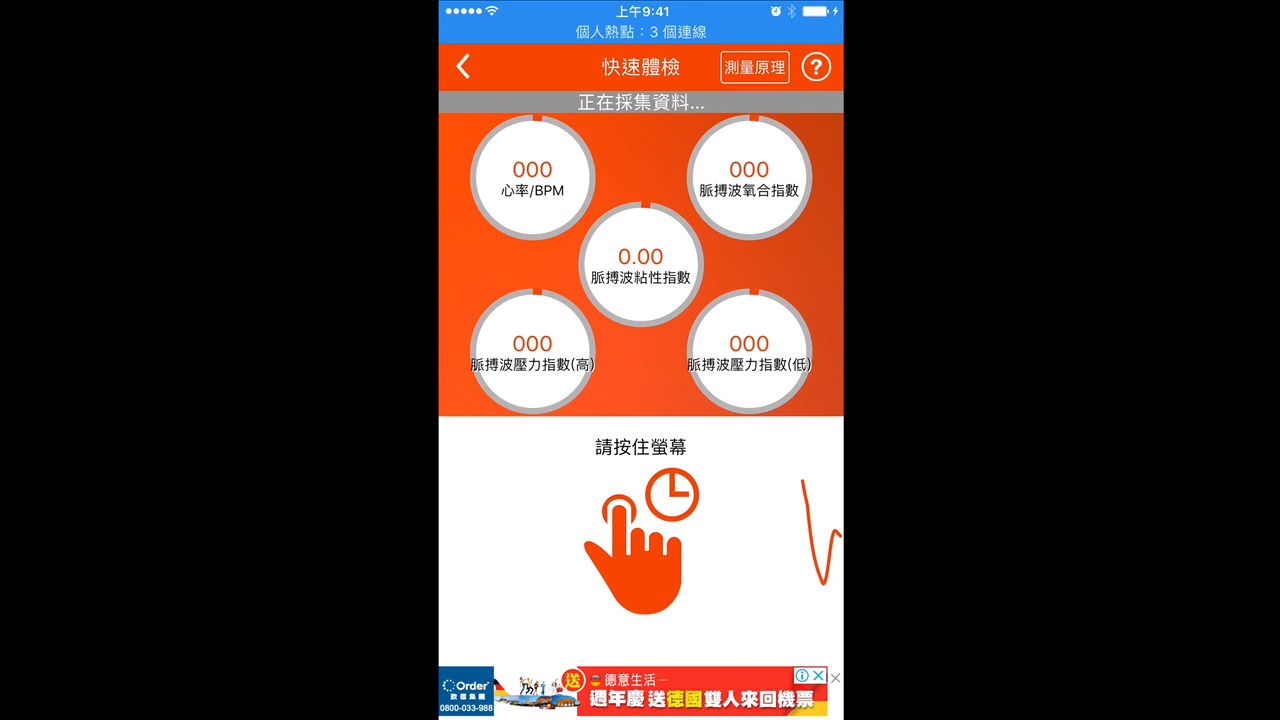 上午9:41
個人熱點：3 個連線
快速體檢
測量原理
?
正在採集資料...
000
心率/BPM
000
脈搏波氧合指數
0.00
脈搏波粘性指數
000
脈搏波壓力指數(高)
000
脈搏波壓力指數(低)
請按住螢幕
Order
歐德集團
0800-033-988
送
德意生活
週年慶 送德國雙人來回機票